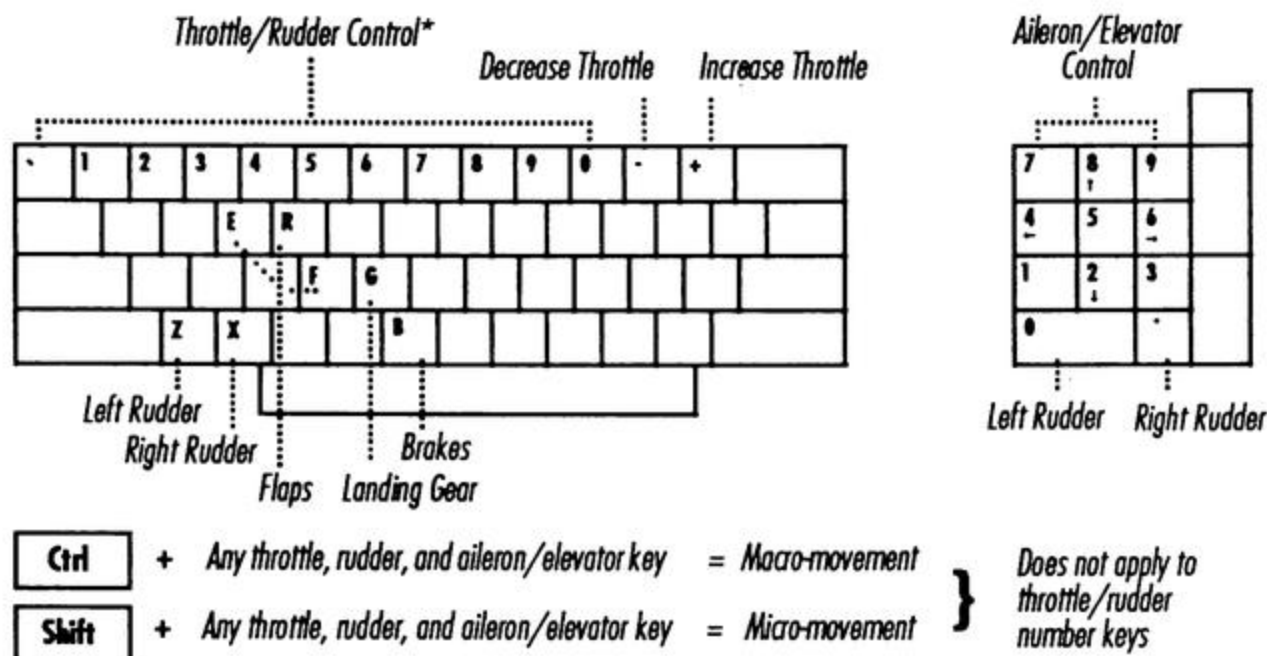 Throttle/Rudder Control*
Aileron/Elevator
Control
Decrease Throttle
Increase Throttle
` 1 2 3 4 5 6 7 8 9 0 - +
7 8 9
↑
E R
4 5 6
← →
F G
1 2 3
↓
Z X B
0 .
Left Rudder
Right Rudder
Brakes
Flaps
Landing Gear
Left Rudder
Right Rudder
Ctrl + Any throttle, rudder, and aileron/elevator key = Macro-movement
Shift + Any throttle, rudder, and aileron/elevator key = Micro-movement
}
Does not apply to
throttle/rudder
number keys